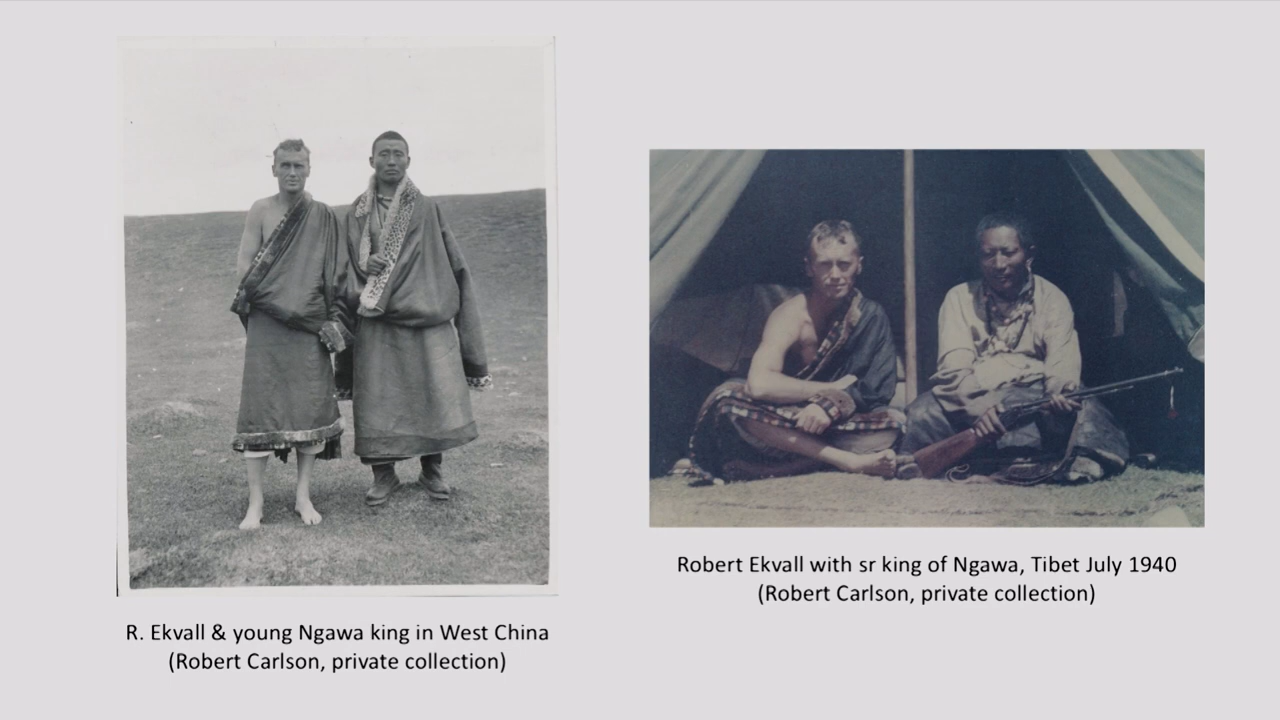 R. Ekvall & young Ngawa king in West China
(Robert Carlson, private collection)
Robert Ekvall with sr king of Ngawa, Tibet July 1940
(Robert Carlson, private collection)